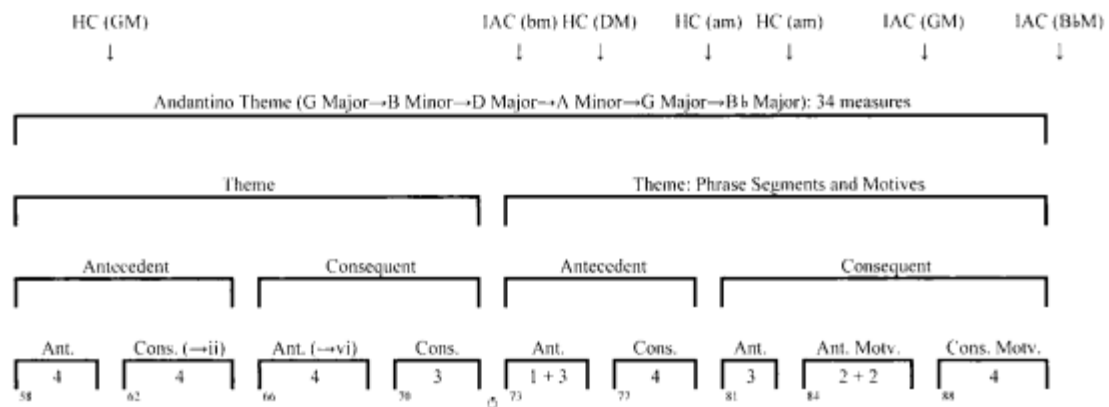 HC (GM) IAC (bm) HC (DM) HC (am) HC (am) IAC (GM) IAC (B♭M)
↓ ↓ ↓ ↓ ↓ ↓ ↓
Andantino Theme (G Major→B Minor→D Major→A Minor→G Major→B♭ Major): 34 measures
Theme Theme: Phrase Segments and Motives
Antecedent Consequent Antecedent Consequent
Ant. Cons. (→ii) Ant. (→vi) Cons. Ant. Cons. Ant. Ant. Motv. Cons. Motv.
4 4 4 3 1 + 3 4 3 2 + 2 4
58 62 66 70 73 77 81 84 88